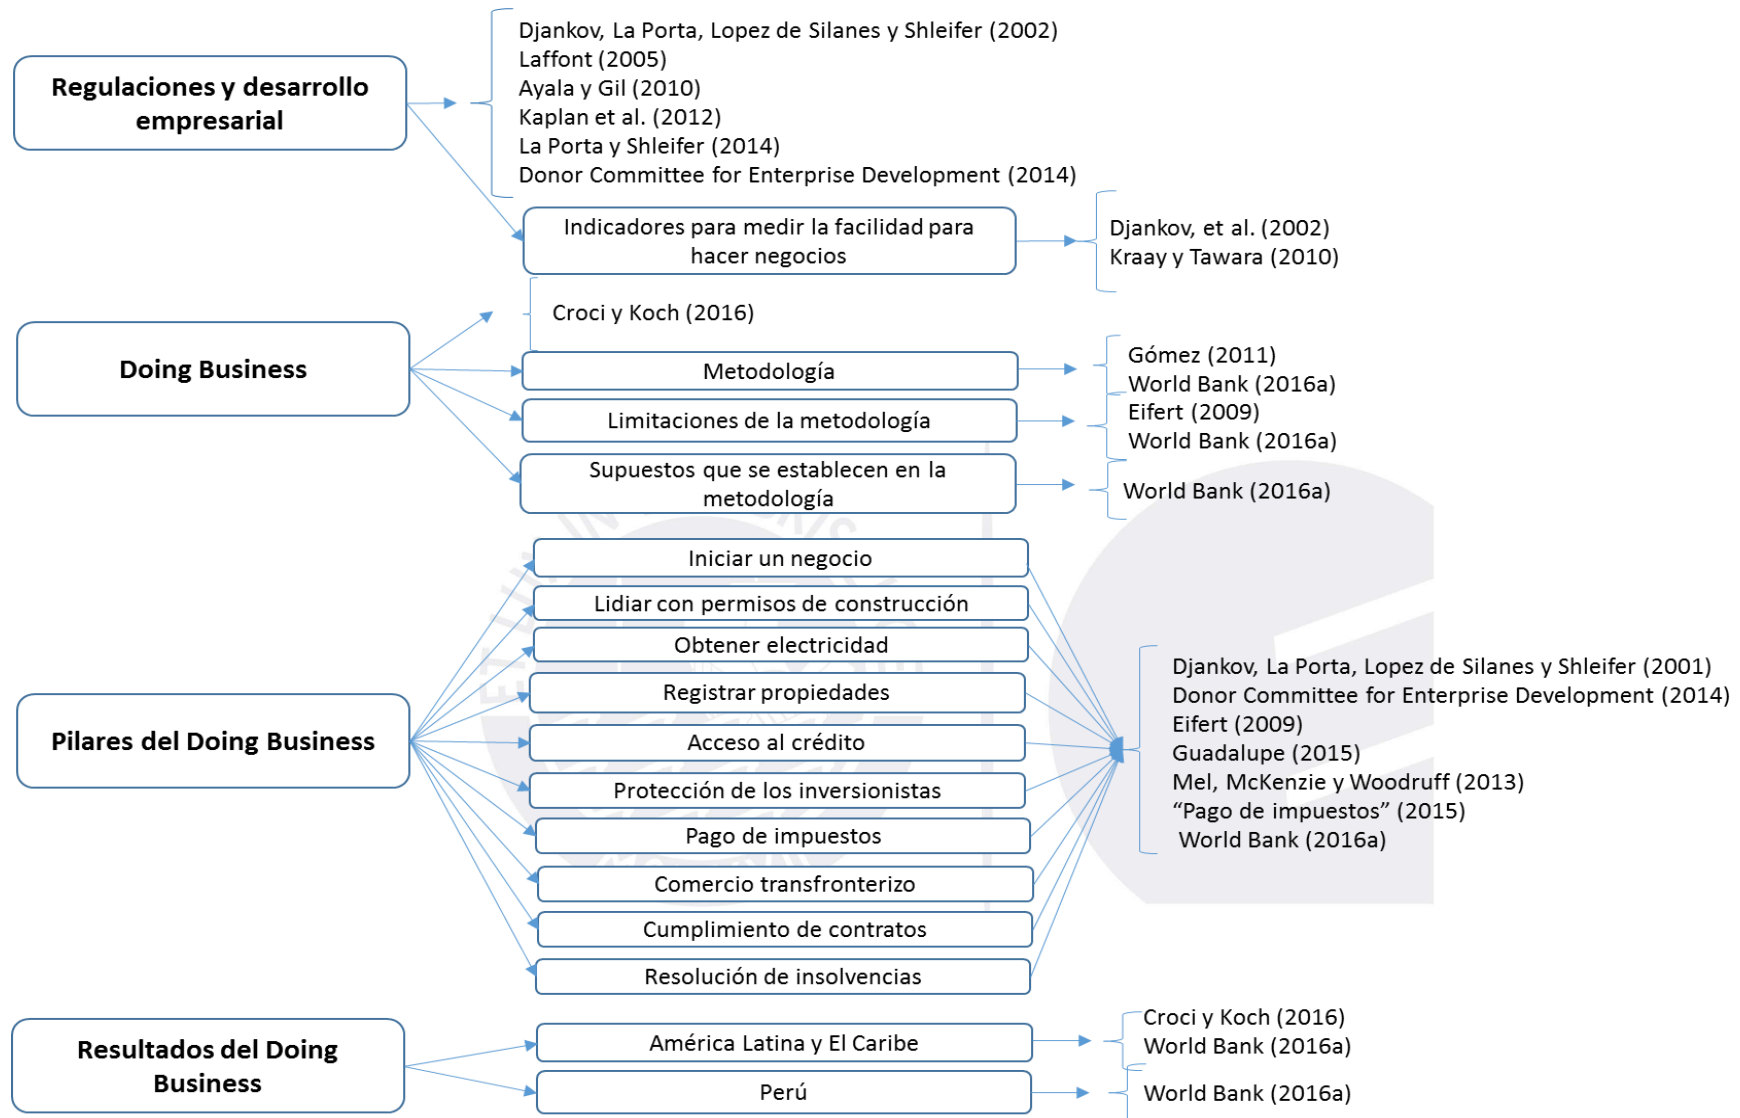 Djankov, La Porta, Lopez de Silanes y Shleifer (2002)
Laffont (2005)
Ayala y Gil (2010)
Kaplan et al. (2012)
La Porta y Shleifer (2014)
Donor Committee for Enterprise Development (2014)
Regulaciones y desarrollo
empresarial
Indicadores para medir la facilidad para
hacer negocios
Djankov, et al. (2002)
Kraay y Tawara (2010)
Croci y Koch (2016)
Doing Business
Metodología
Gómez (2011)
World Bank (2016a)
Limitaciones de la metodología
Eifert (2009)
World Bank (2016a)
Supuestos que se establecen en la
metodología
World Bank (2016a)
Pilares del Doing Business
Iniciar un negocio
Lidiar con permisos de construcción
Obtener electricidad
Registrar propiedades
Acceso al crédito
Protección de los inversionistas
Pago de impuestos
Comercio transfronterizo
Cumplimiento de contratos
Resolución de insolvencias
Djankov, La Porta, Lopez de Silanes y Shleifer (2001)
Donor Committee for Enterprise Development (2014)
Eifert (2009)
Guadalupe (2015)
Mel, McKenzie y Woodruff (2013)
“Pago de impuestos” (2015)
World Bank (2016a)
Resultados del Doing
Business
América Latina y El Caribe
Croci y Koch (2016)
World Bank (2016a)
Perú
World Bank (2016a)